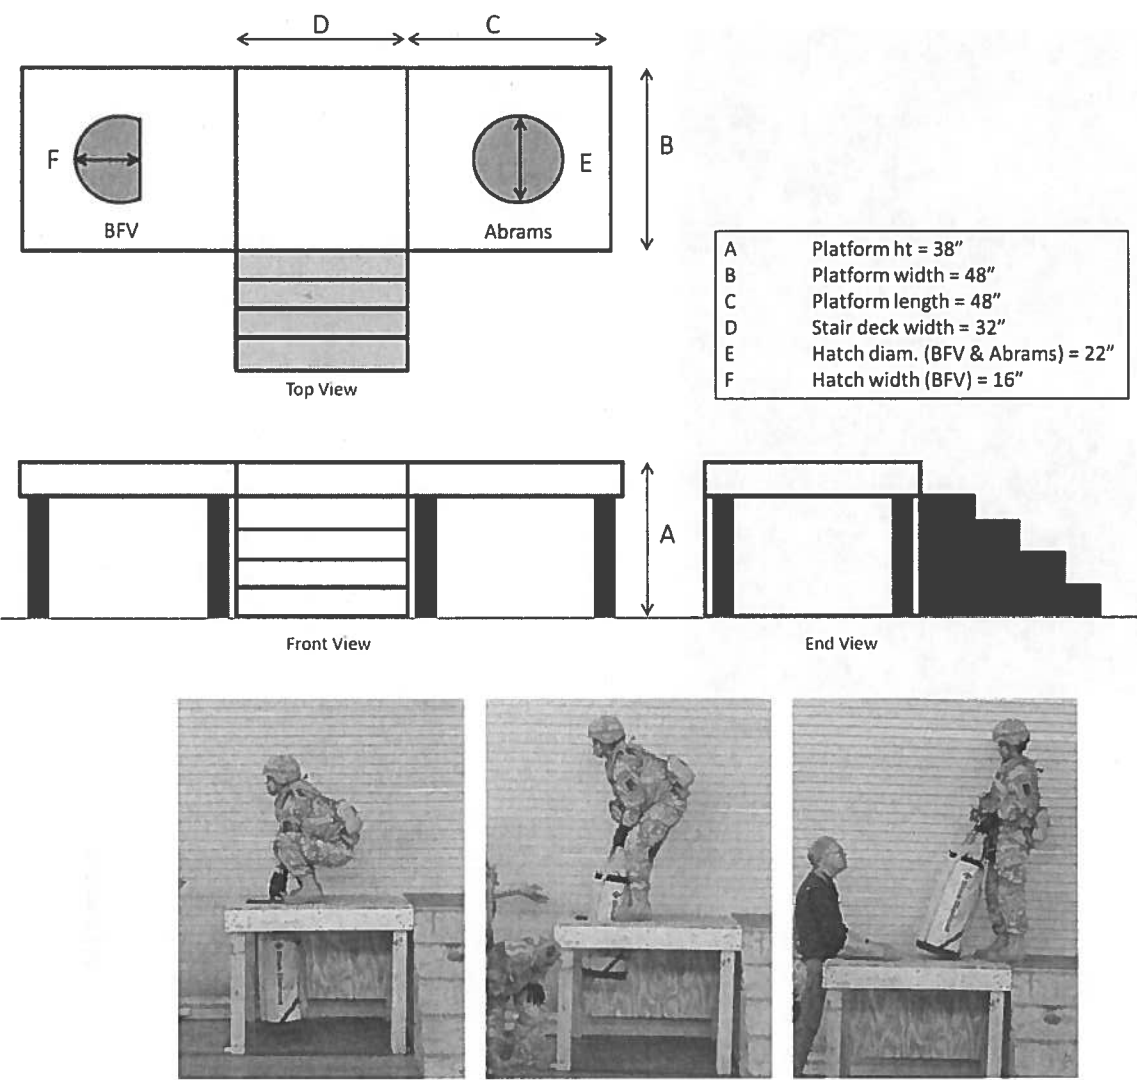 D
C
F
E
B
BFV
Abrams
A Platform ht = 38”
B Platform width = 48”
C Platform length = 48”
D Stair deck width = 32”
E Hatch diam. (BFV & Abrams) = 22”
F Hatch width (BFV) = 16”
Top View
A
Front View
End View